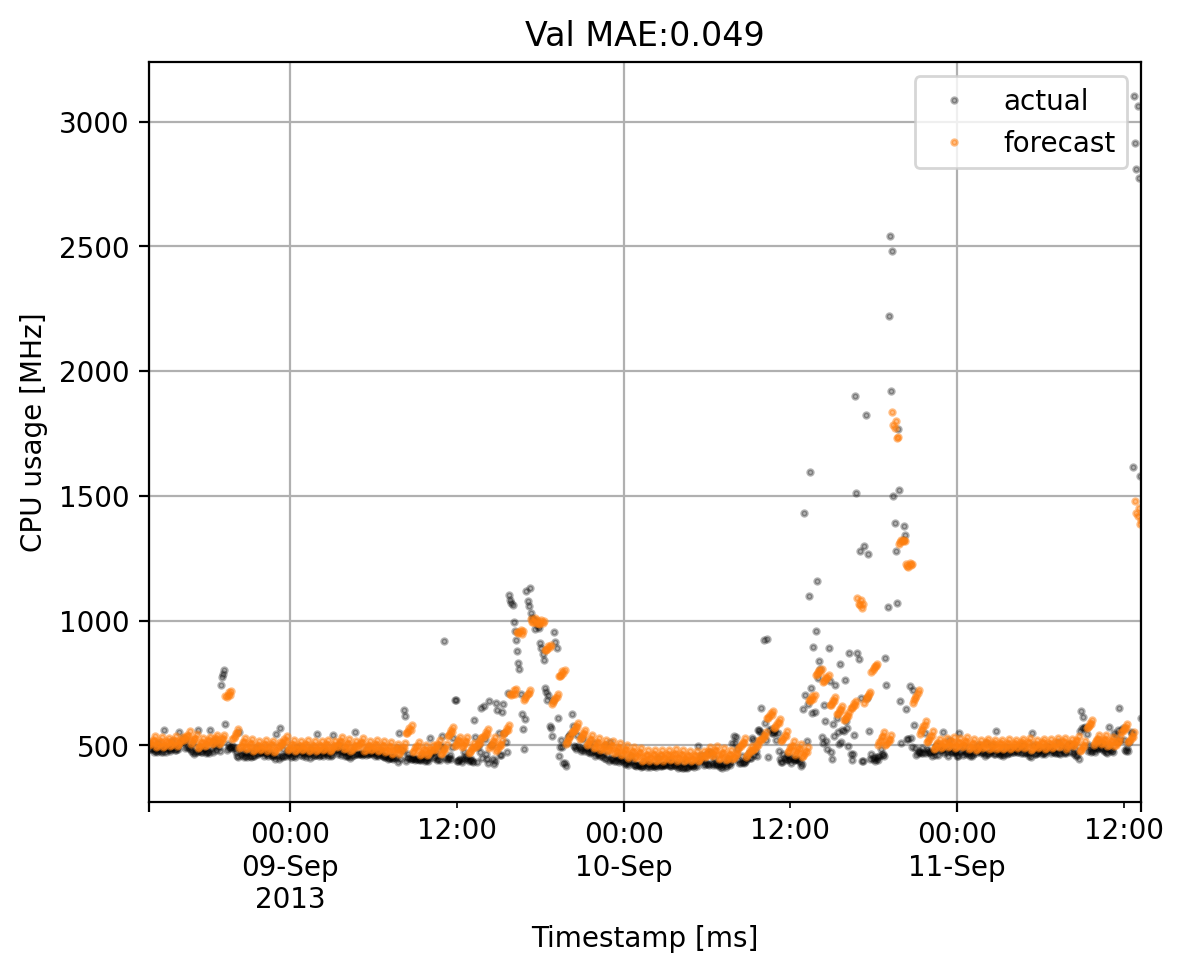 Val MAE:0.049
actual
forecast
3000
2500
2000
1500
1000
500
CPU usage [MHz]
00:00 12:00 00:00 12:00 00:00 12:00
09-Sep 10-Sep 11-Sep
2013
Timestamp [ms]